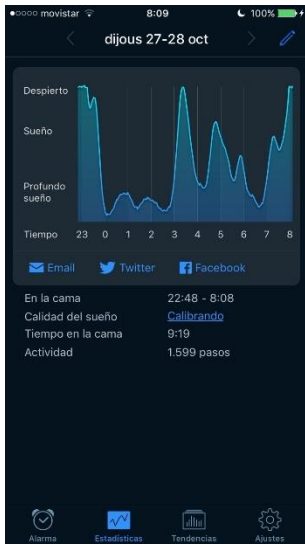 movistar 8:09 100%
dijous 27-28 oct
Despierto
Sueño
Profundo
sueño
Tiempo 23 0 1 2 3 4 5 6 7 8
Email Twitter Facebook
En la cama 22:48 - 8:08
Calidad del sueño Calibrando
Tiempo en la cama 9:19
Actividad 1.599 pasos
Alarma Estadísticas Tendencias Ajustes